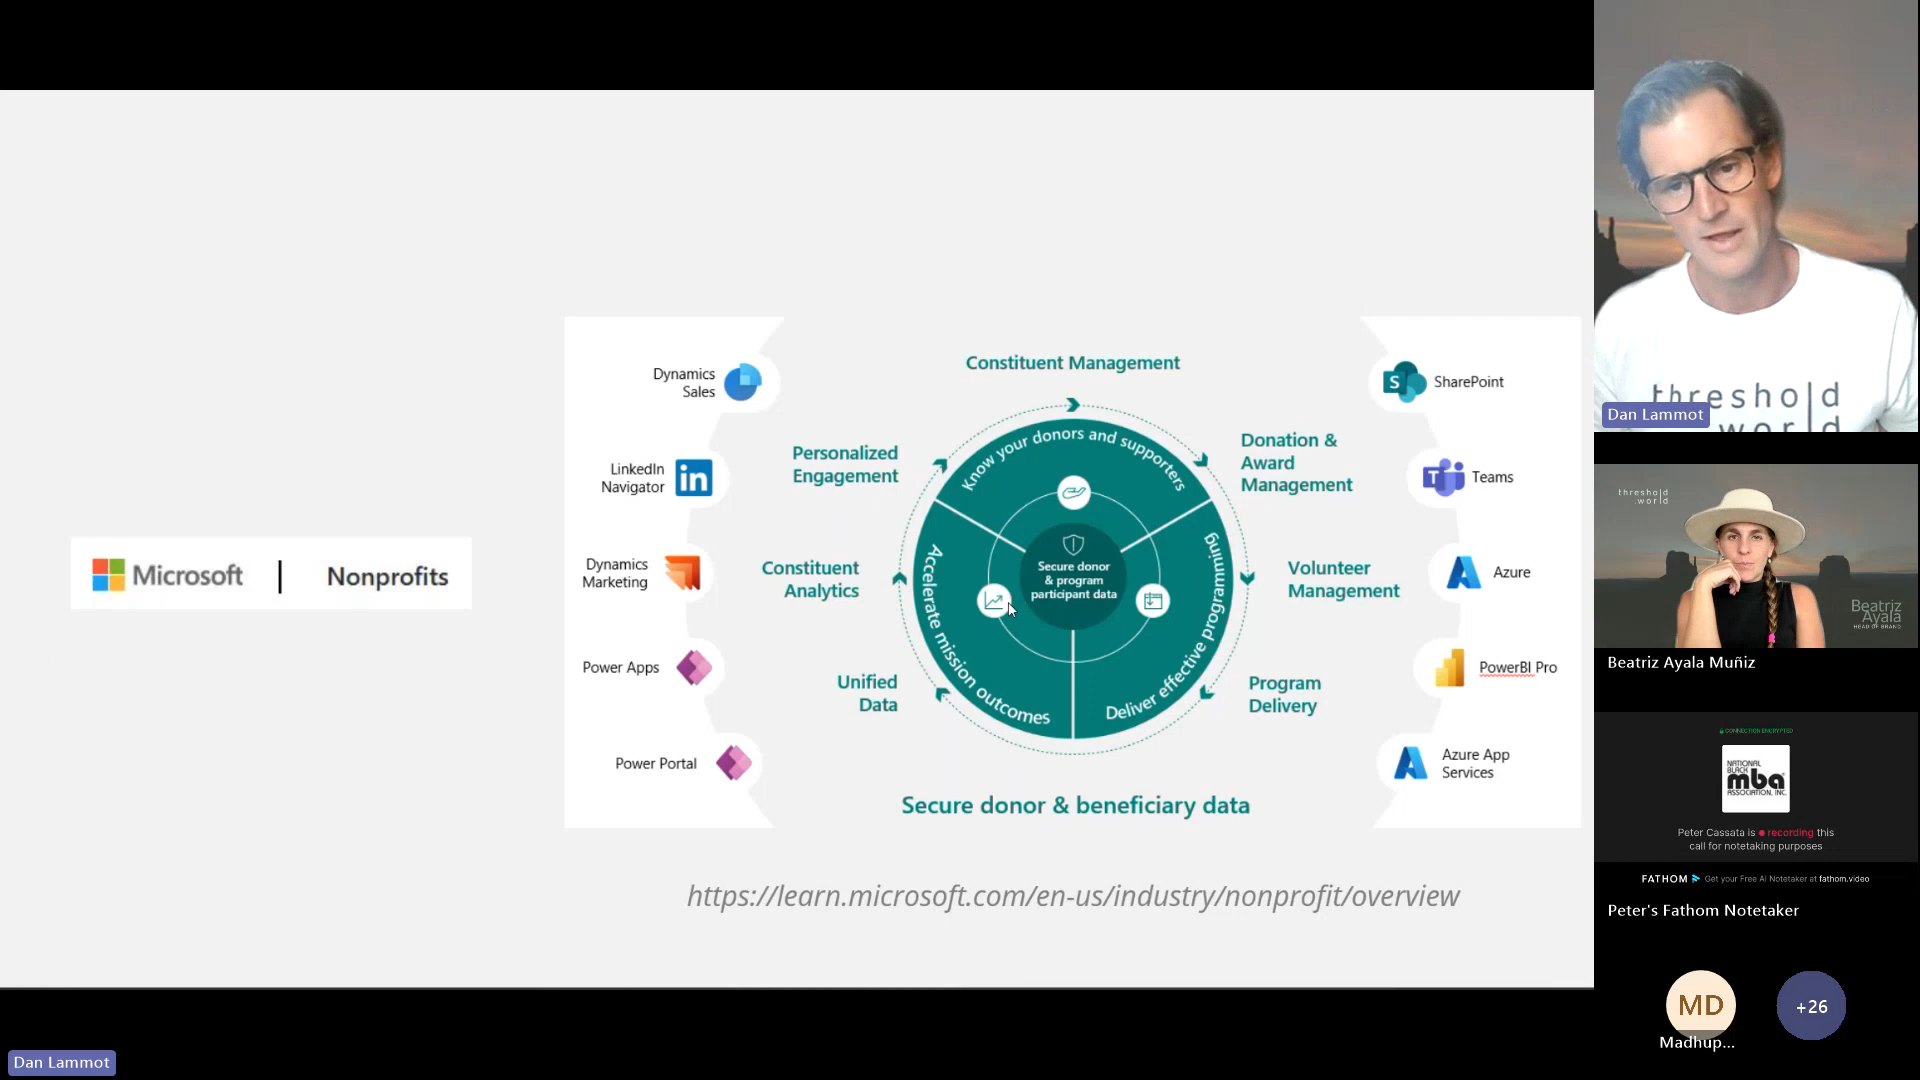 Microsoft | Nonprofits
Dynamics
Sales
LinkedIn
Navigator
Dynamics
Marketing
Power Apps
Power Portal
Constituent Management
Personalized
Engagement
Constituent
Analytics
Unified
Data
Know your donors and supporters
Accelerate mission outcomes
Deliver effective programming
Secure donor
& program
participant data
Donation &
Award
Management
Volunteer
Management
Program
Delivery
Secure donor & beneficiary data
S
SharePoint
T
Teams
Azure
PowerBI Pro
Azure App
Services
in
https://learn.microsoft.com/en-us/industry/nonprofit/overview
Dan Lammot
threshold
world
Dan Lammot
threshold
.world
Beatriz
Ayala
HEAD OF BRAND
Beatriz Ayala Muñiz
CONNECTION ENCRYPTED
NATIONAL
BLACK
mba
ASSOCIATION, INC.
Peter Cassata is recording this
call for notetaking purposes
FATHOM Get your Free AI Notetaker at fathom.video
Peter's Fathom Notetaker
MD
+26
Madhup...